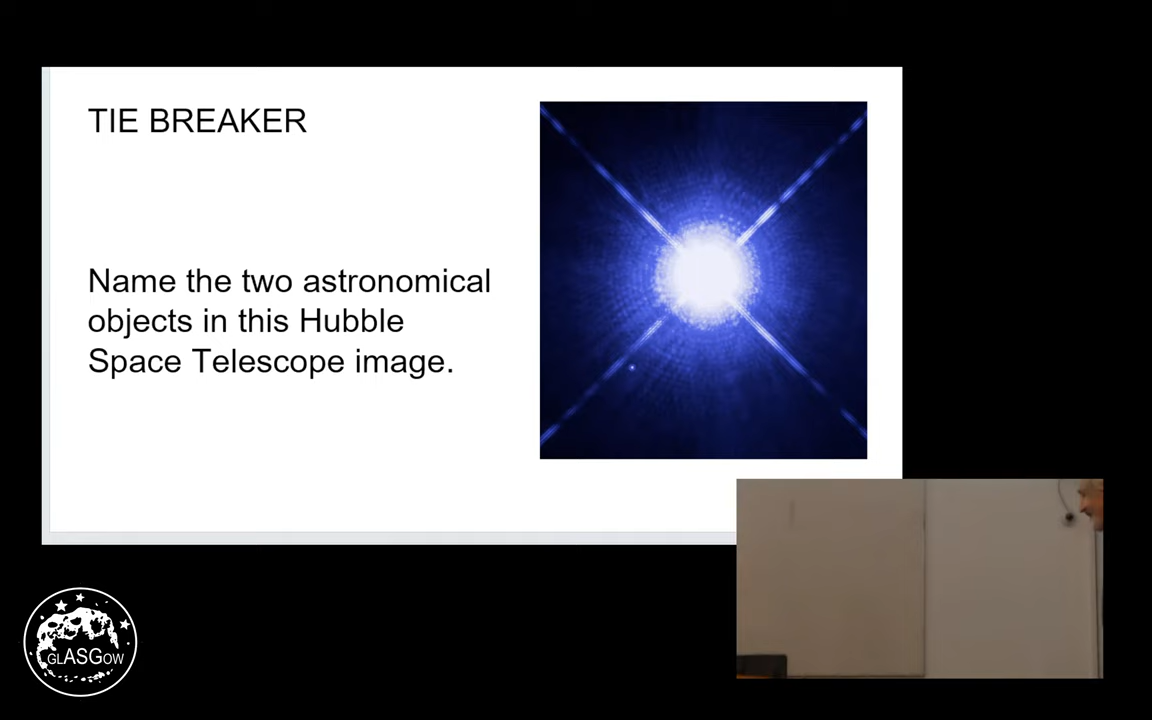 TIE BREAKER
Name the two astronomical
objects in this Hubble
Space Telescope image.
GLASGOW